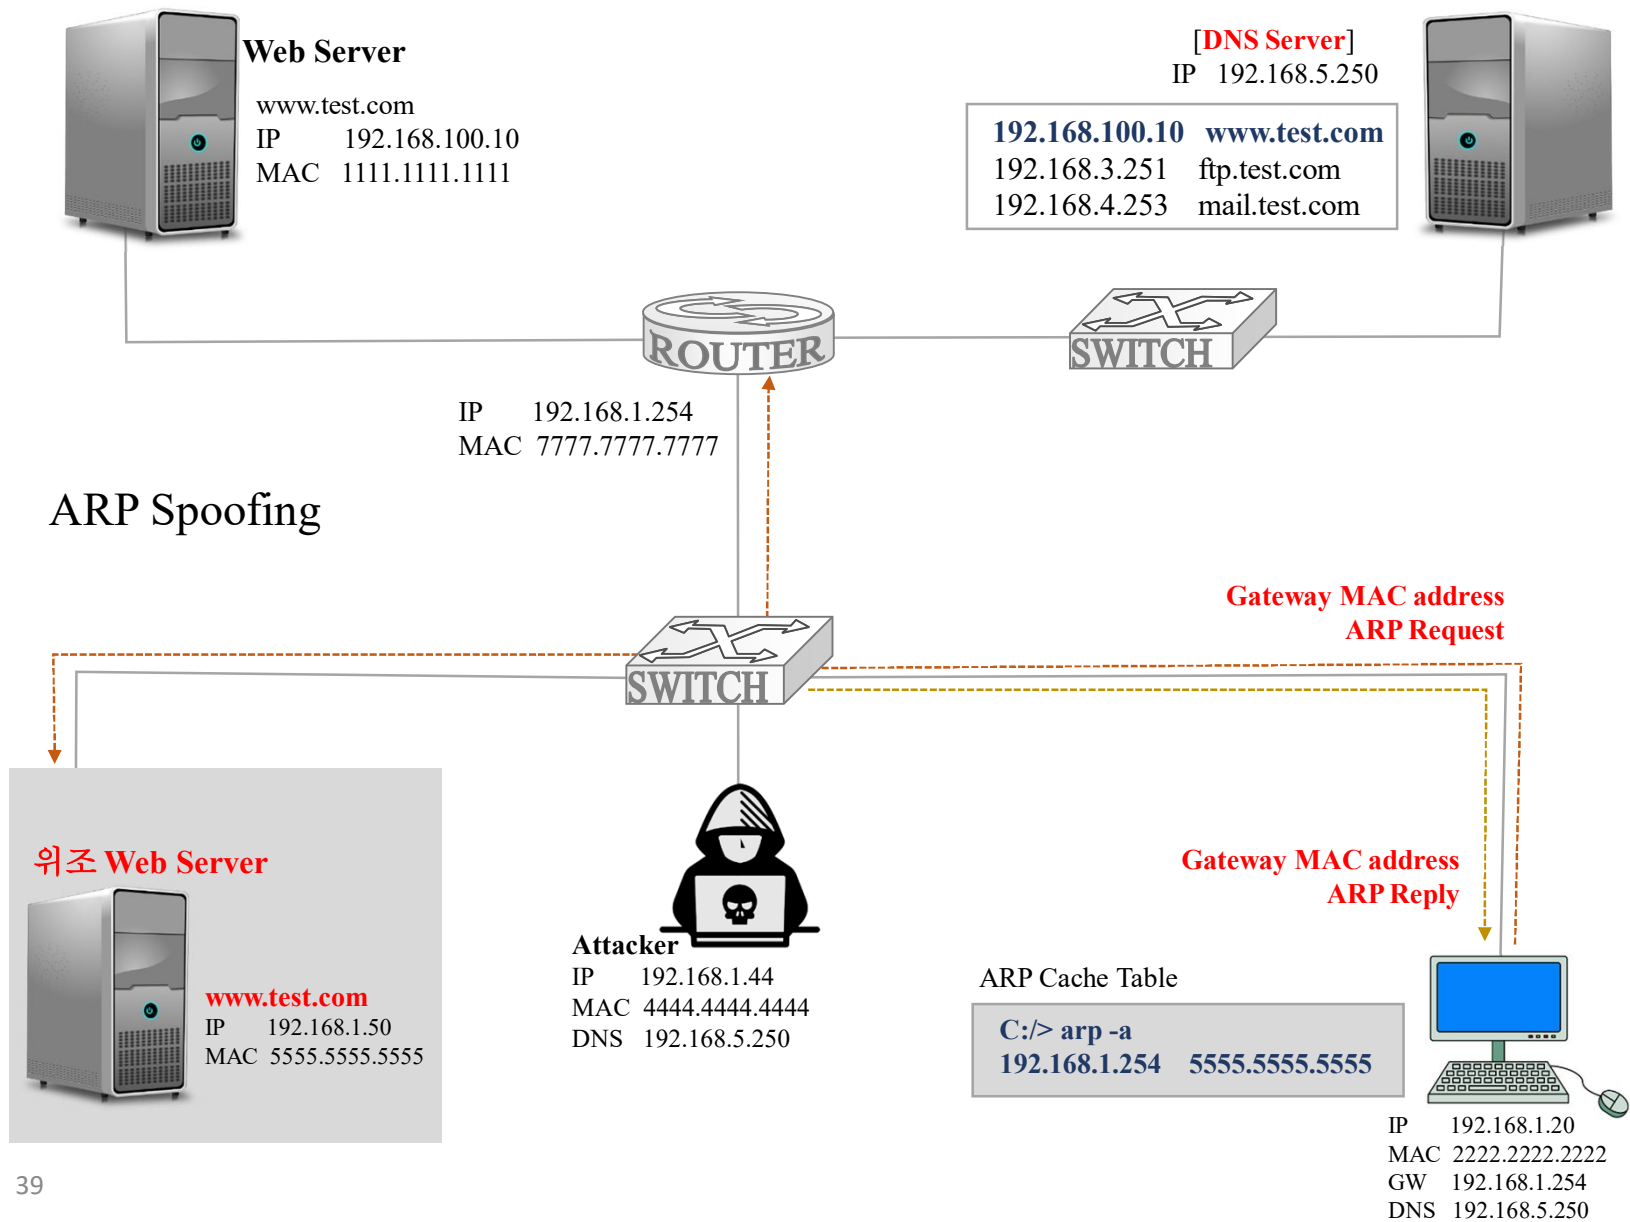 Web Server
www.test.com
IP 192.168.100.10
MAC 1111.1111.1111
[DNS Server]
IP 192.168.5.250
192.168.100.10 www.test.com
192.168.3.251 ftp.test.com
192.168.4.253 mail.test.com
ROUTER
SWITCH
IP 192.168.1.254
MAC 7777.7777.7777
ARP Spoofing
Gateway MAC address
ARP Request
SWITCH
위조 Web Server
www.test.com
IP 192.168.1.50
MAC 5555.5555.5555
Attacker
IP 192.168.1.44
MAC 4444.4444.4444
DNS 192.168.5.250
Gateway MAC address
ARP Reply
ARP Cache Table
C:/> arp -a
192.168.1.254 5555.5555.5555
IP 192.168.1.20
MAC 2222.2222.2222
GW 192.168.1.254
DNS 192.168.5.250
39